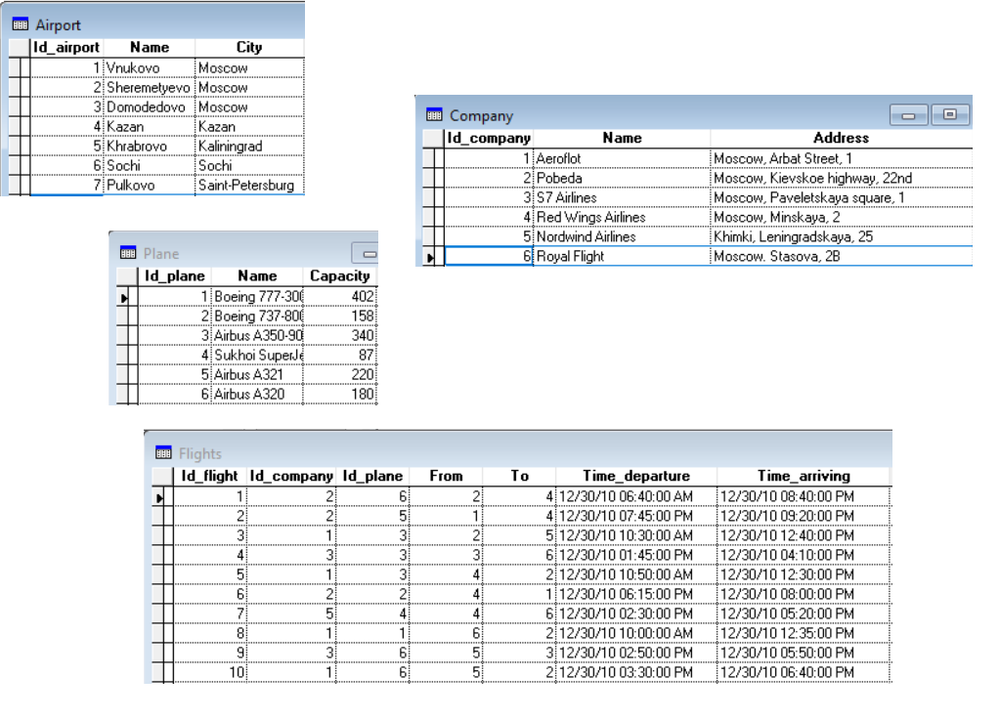 Airport
Id_airport Name City
1 Vnukovo Moscow
2 Sheremetyevo Moscow
3 Domodedovo Moscow
4 Kazan Kazan
5 Khrabrovo Kaliningrad
6 Sochi Sochi
7 Pulkovo Saint-Petersburg
Company
Id_company Name Address
1 Aeroflot Moscow, Arbat Street, 1
2 Pobeda Moscow, Kievskoe highway, 22nd
3 S7 Airlines Moscow, Paveletskaya square, 1
4 Red Wings Airlines Moscow, Minskaya, 2
5 Nordwind Airlines Khimki, Leningradskaya, 25
6 Royal Flight Moscow. Stasova, 2B
Plane
Id_plane Name Capacity
1 Boeing 777-300 402
2 Boeing 737-800 158
3 Airbus A350-90 340
4 Sukhoi SuperJe 87
5 Airbus A321 220
6 Airbus A320 180
Flights
Id_flight Id_company Id_plane From To Time_departure Time_arriving
1 2 6 2 4 12/30/10 06:40:00 AM 12/30/10 08:40:00 PM
2 2 5 1 4 12/30/10 07:45:00 PM 12/30/10 09:20:00 PM
3 1 3 2 5 12/30/10 10:30:00 AM 12/30/10 12:40:00 PM
4 3 3 3 6 12/30/10 01:45:00 PM 12/30/10 04:10:00 PM
5 1 3 4 2 12/30/10 10:50:00 AM 12/30/10 12:30:00 PM
6 2 2 4 1 12/30/10 06:15:00 PM 12/30/10 08:00:00 PM
7 5 4 4 6 12/30/10 02:30:00 PM 12/30/10 05:20:00 PM
8 1 1 6 2 12/30/10 10:00:00 AM 12/30/10 12:35:00 PM
9 3 6 5 3 12/30/10 02:50:00 PM 12/30/10 05:50:00 PM
10 1 6 5 2 12/30/10 03:30:00 PM 12/30/10 06:40:00 PM